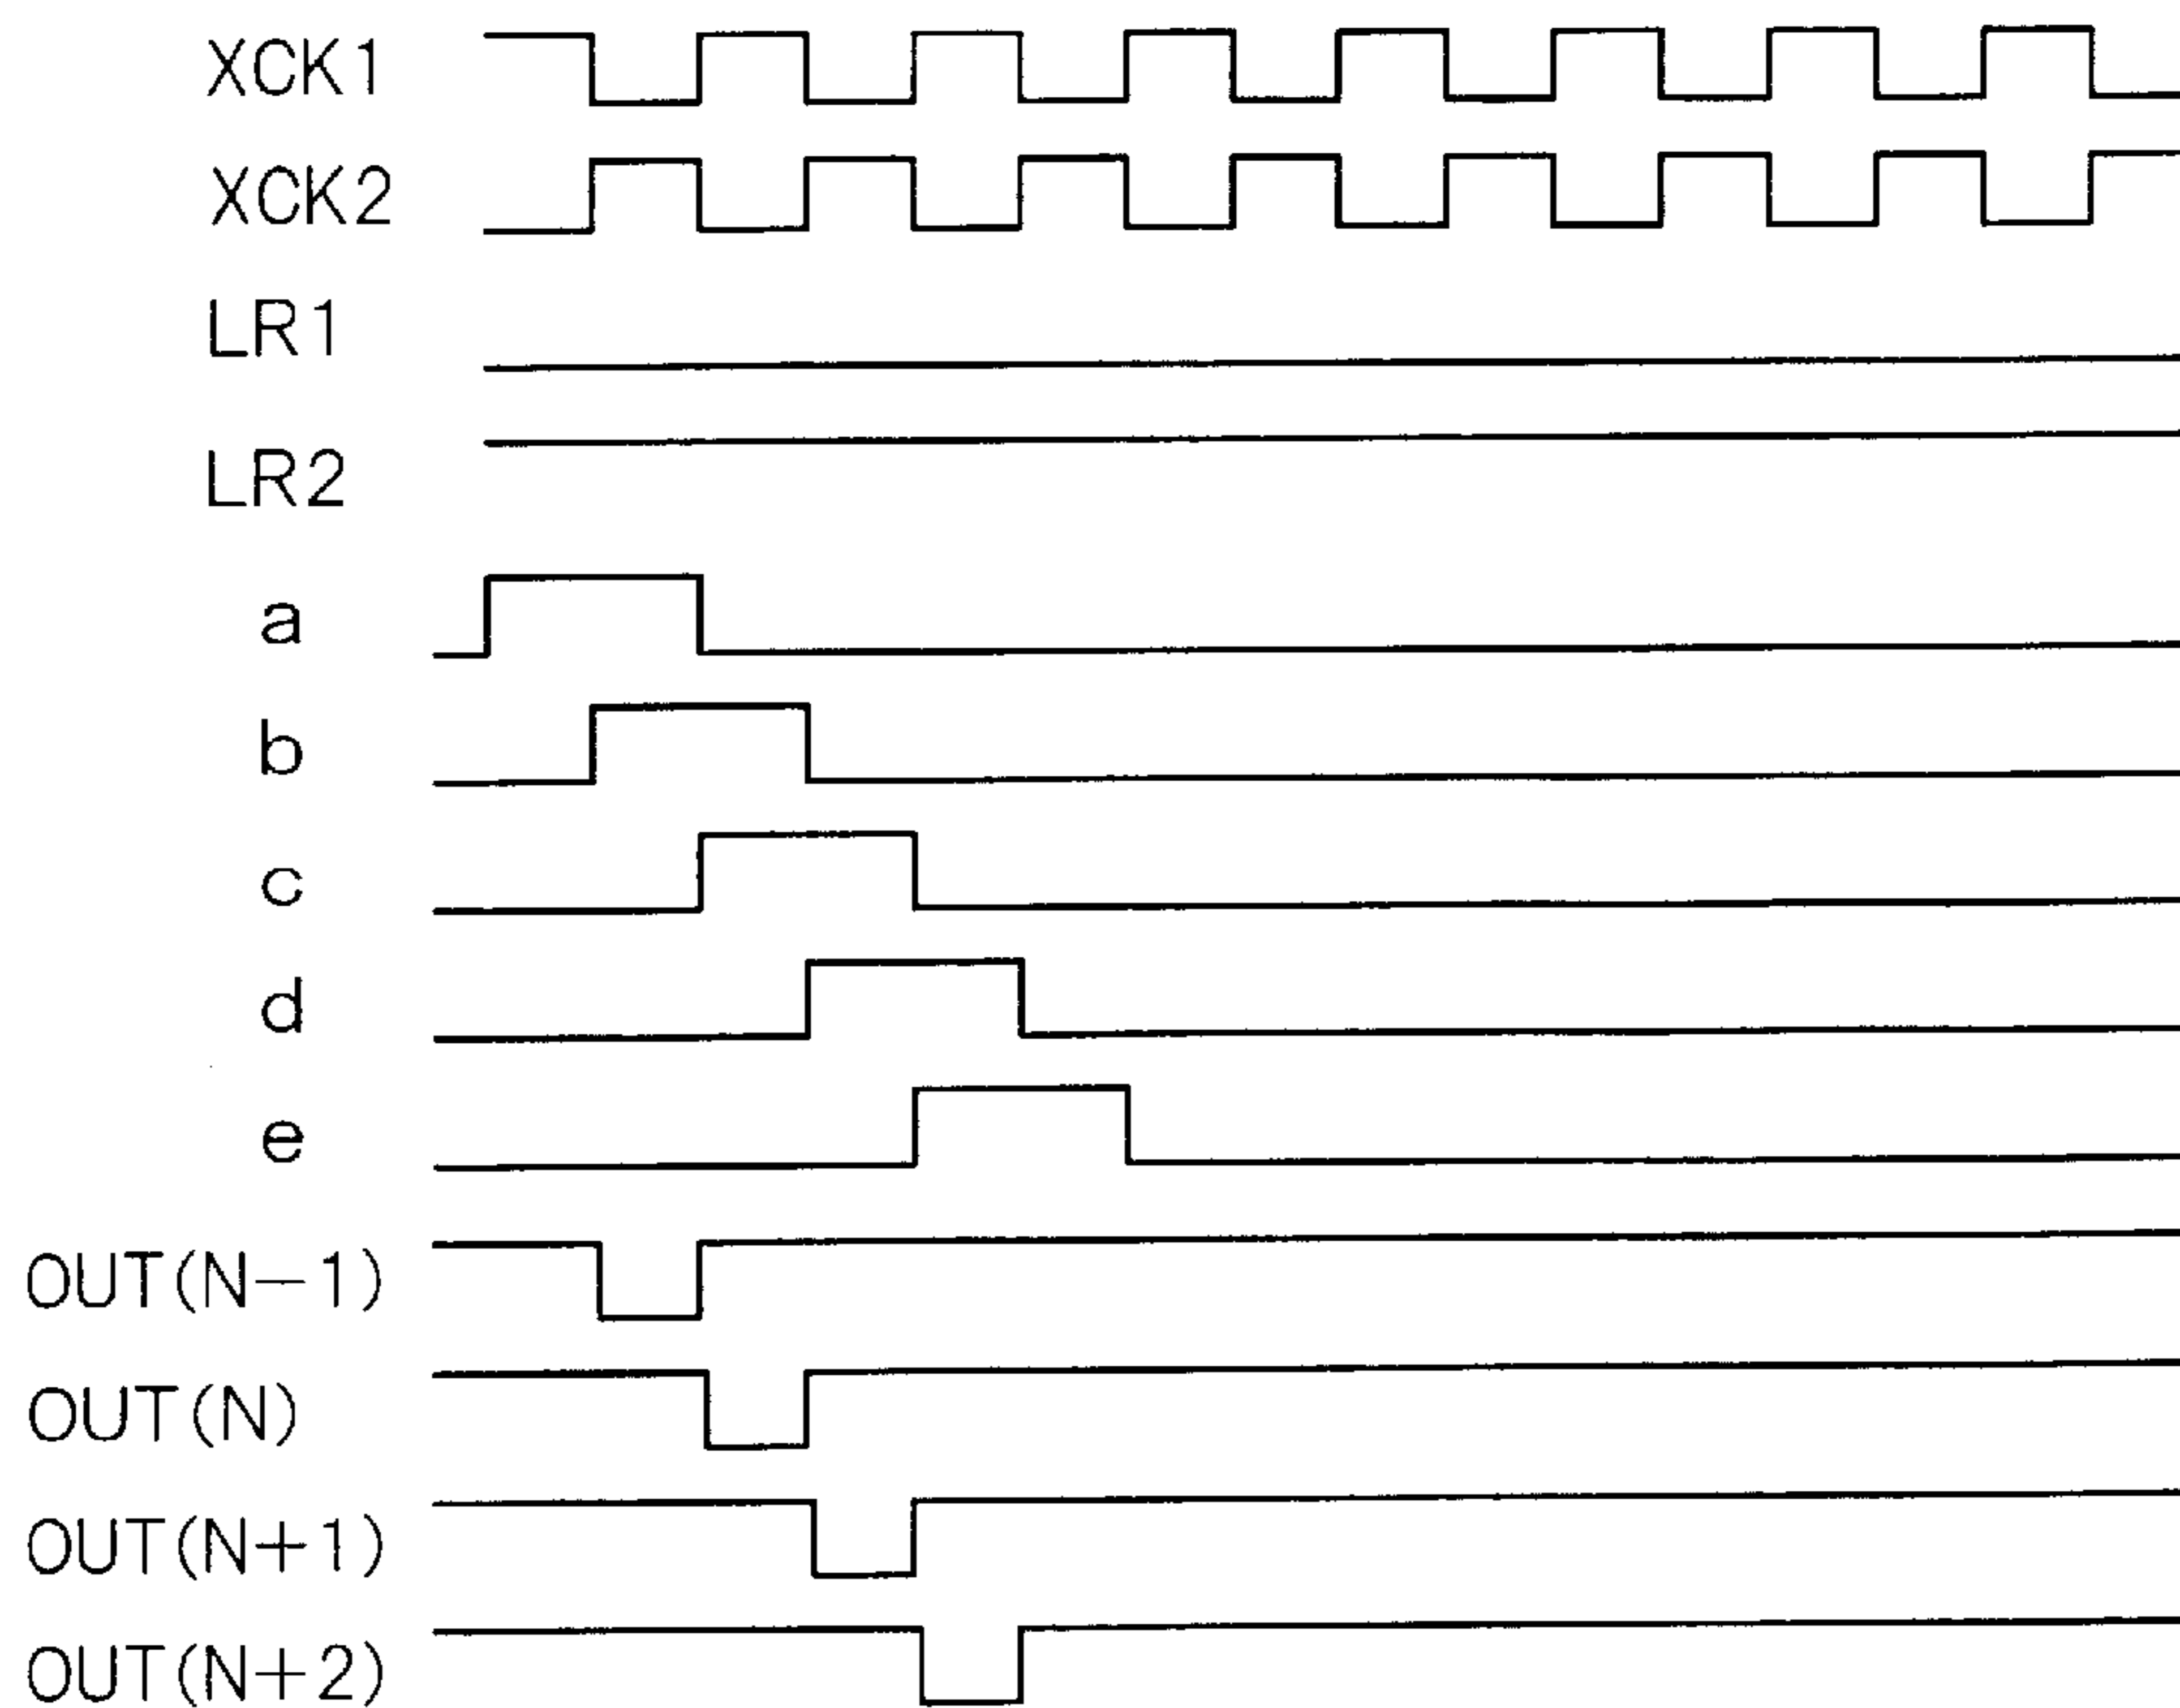 XCK1
XCK2
LR1
LR2
a
b
c
d
e
OUT(N−1)
OUT(N)
OUT(N+1)
OUT(N+2)